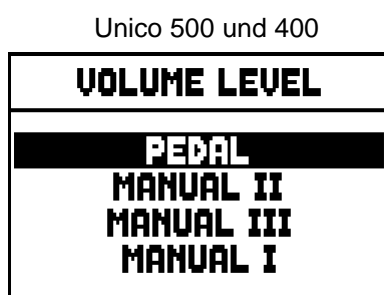 Unico 500 und 400
VOLUME LEVEL
PEDAL
MANUAL II
MANUAL III
MANUAL I